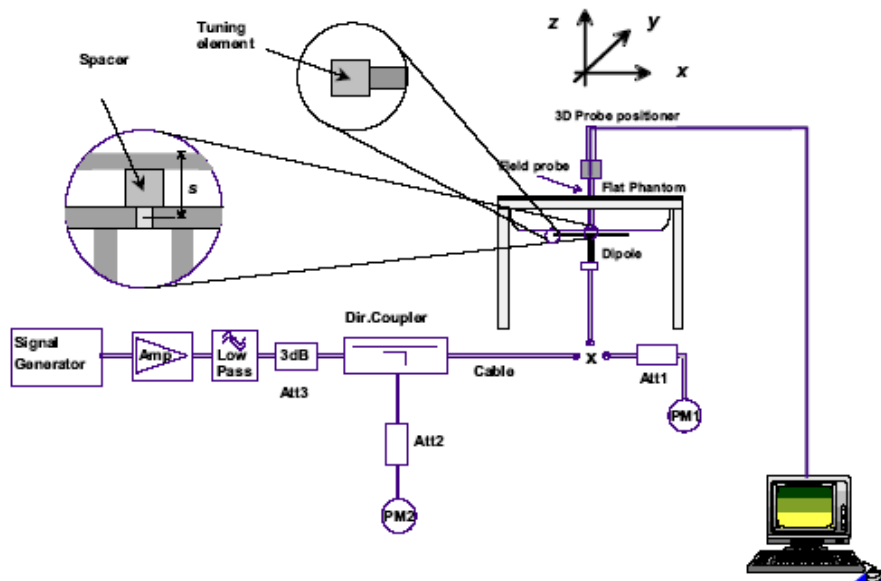 Tuning
element
Spacer
z
y
x
3D Probe positioner
Field probe
Flat Phantom
s
Dipole
Dir.Coupler
Signal
Generator
Amp
Low
Pass
3dB
Att3
Cable
x
Att1
PM1
Att2
PM2